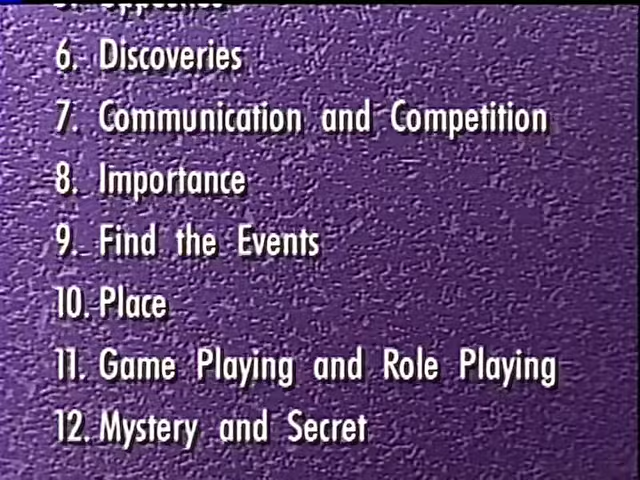 6. Discoveries
7. Communication and Competition
8. Importance
9. Find the Events
10. Place
11. Game Playing and Role Playing
12. Mystery and Secret